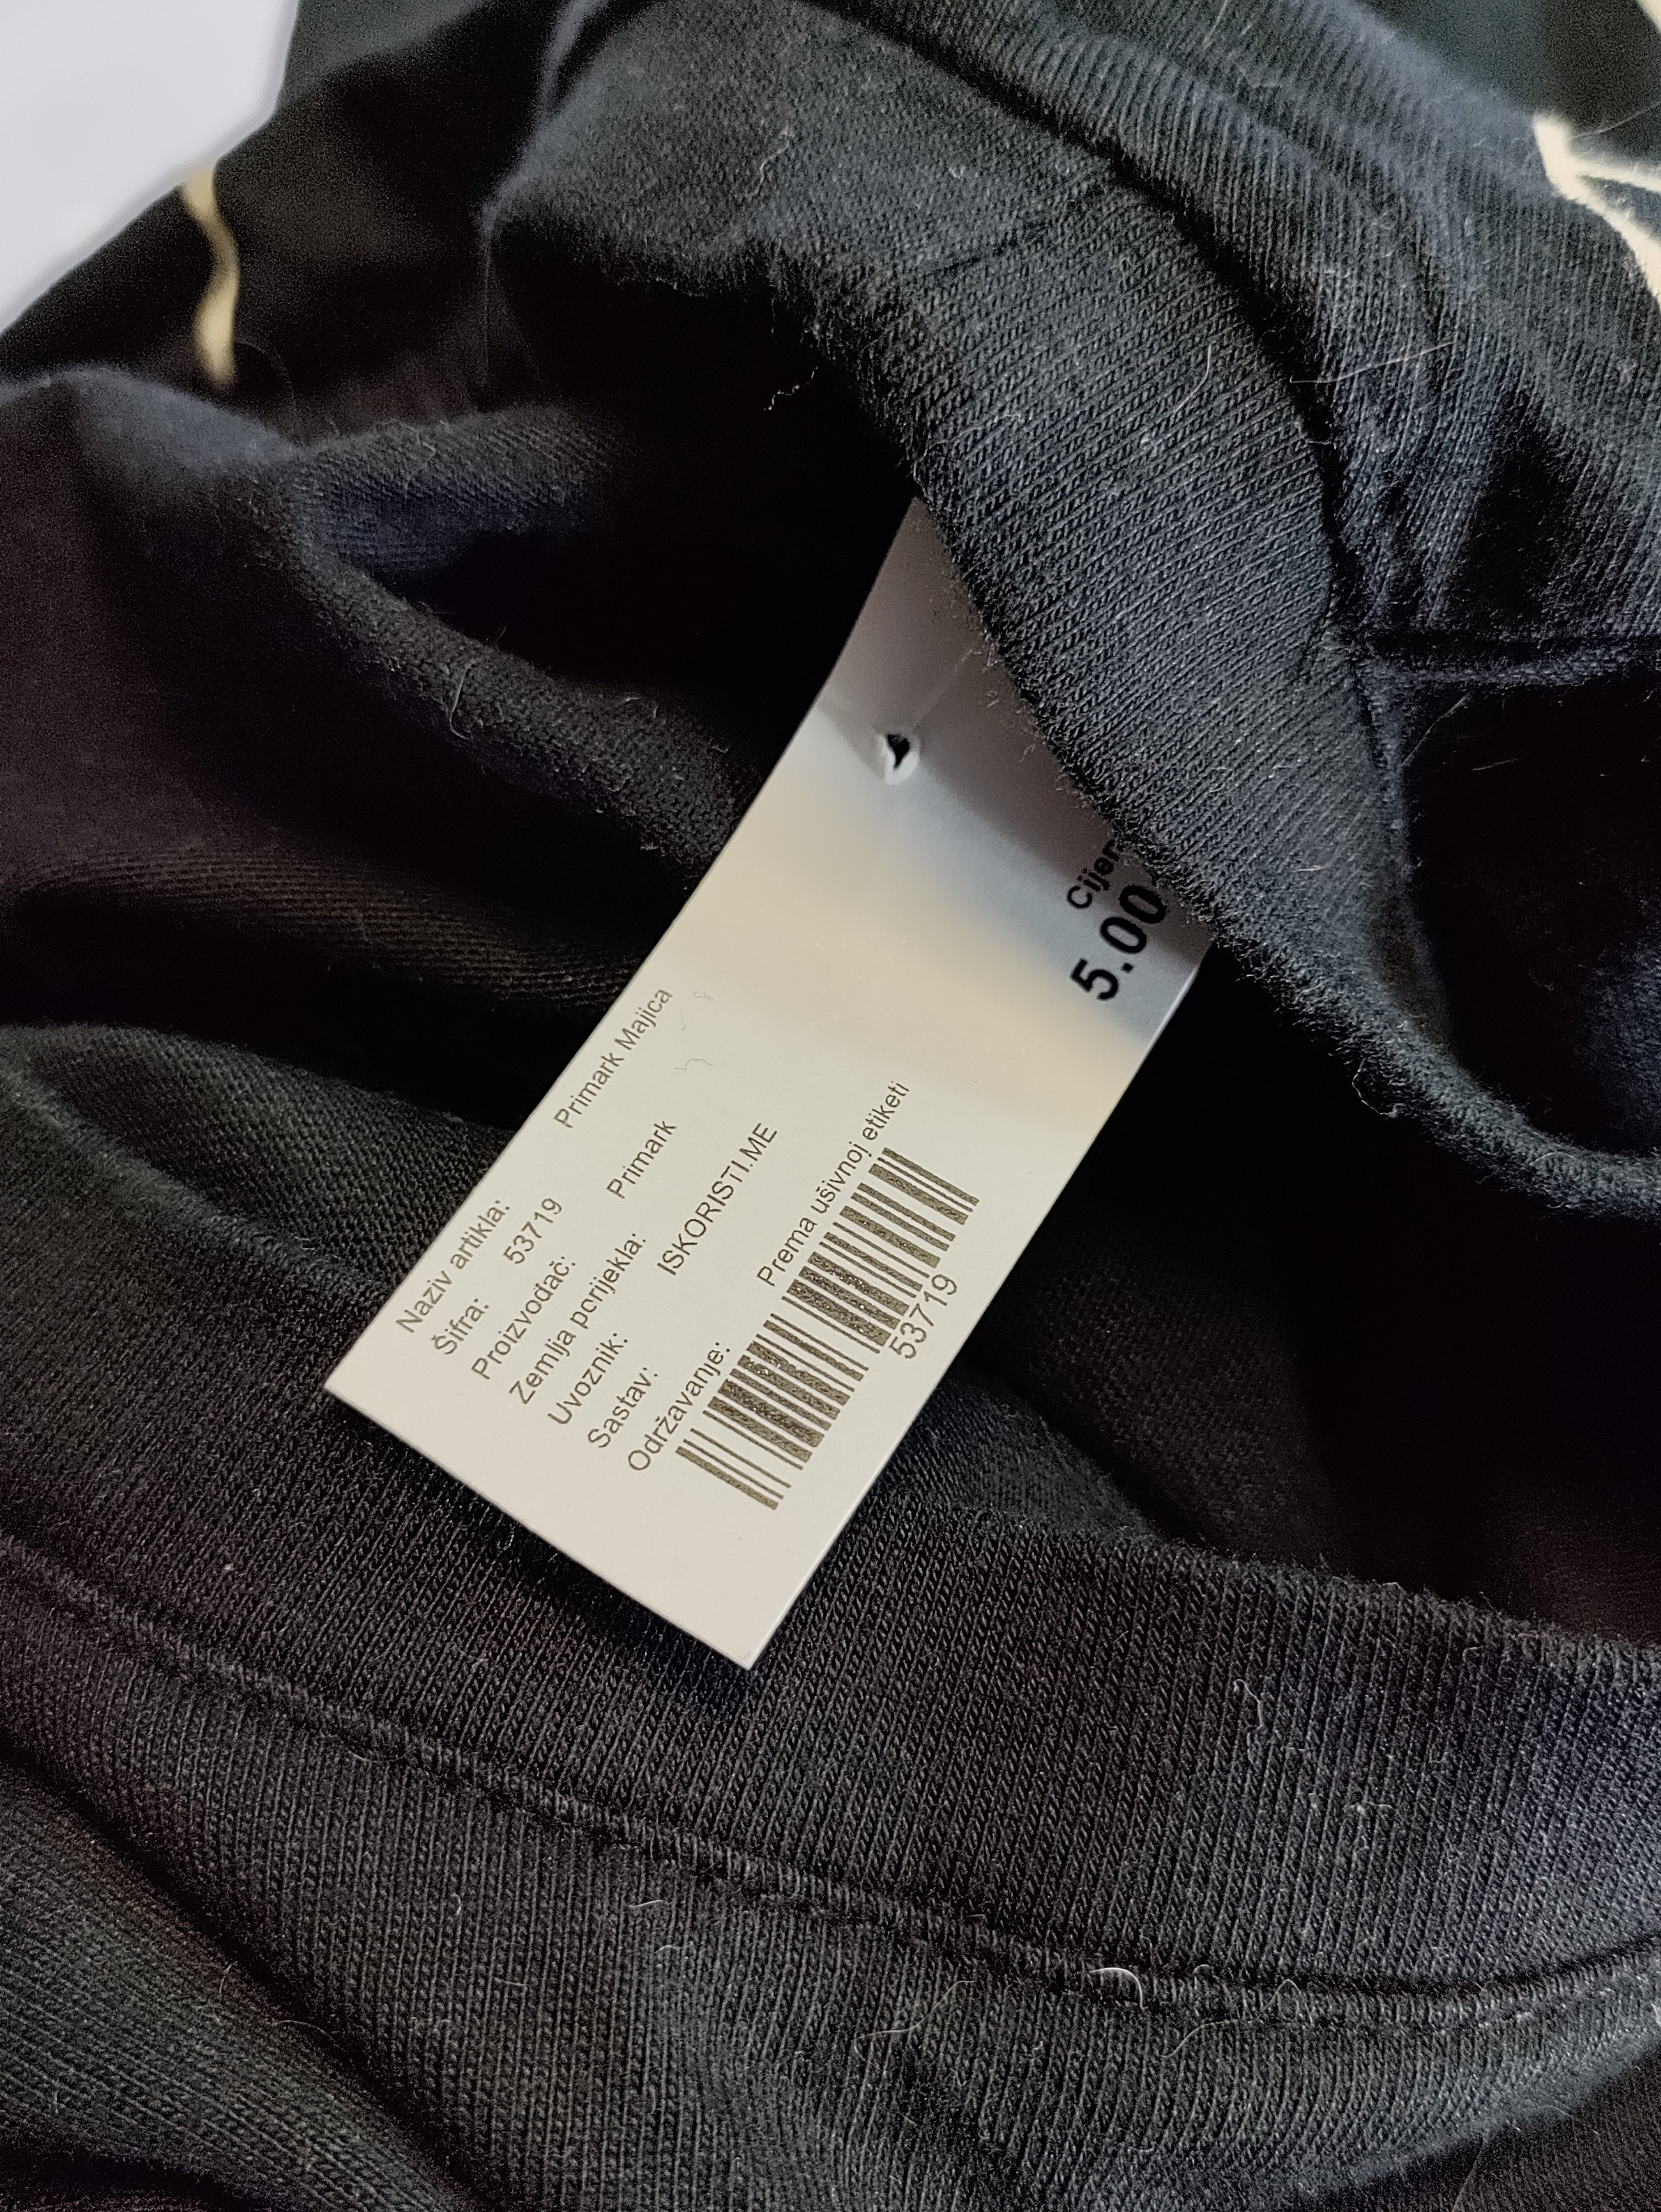 Naziv artikla: Primark Majica
Šifra: 53719
Proizvođač: Primark
Zemlja porijekla:
Uvoznik: ISKORISTI.ME
Sastav:
Održavanje: Prema ušivnoj etiketi
53719
5.00